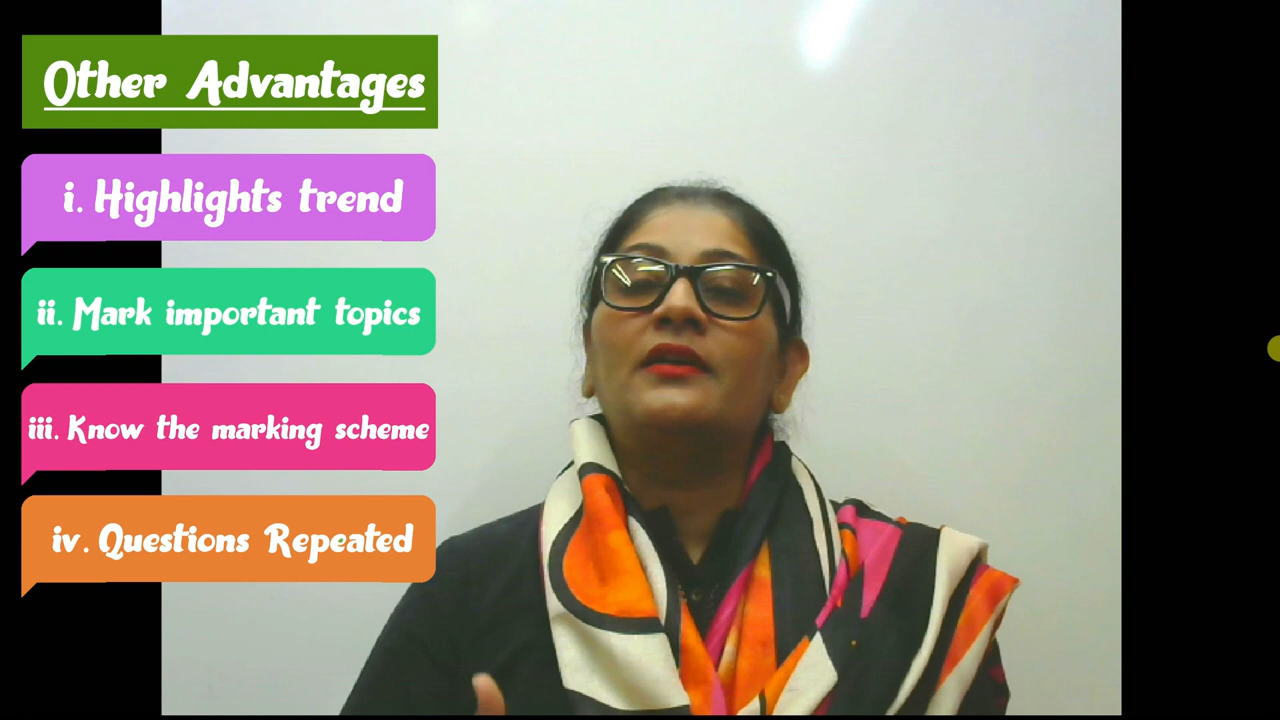 Other Advantages
i. Highlights trend
ii. Mark important topics
iii. Know the marking scheme
iv. Questions Repeated